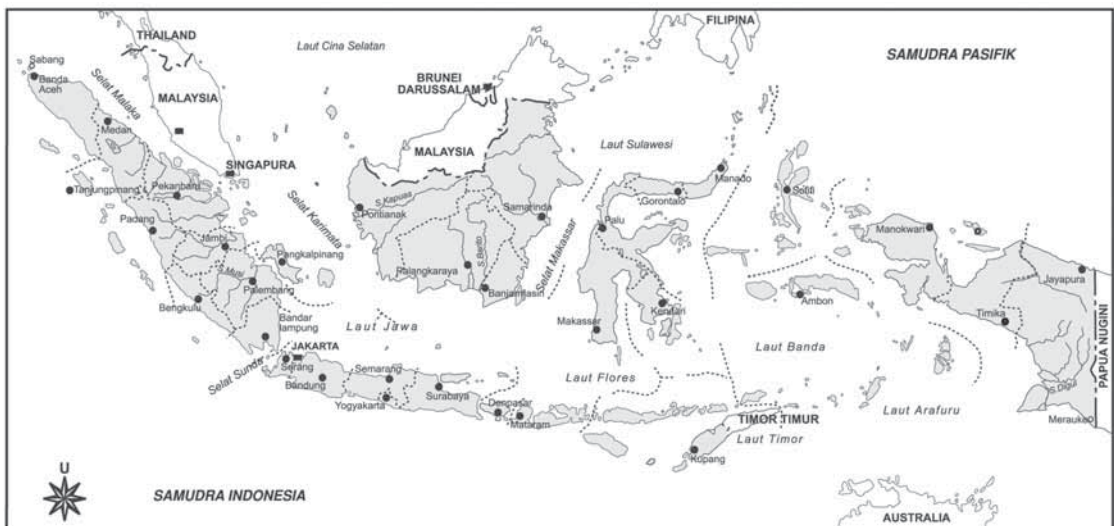 FILIPINA
THAILAND
Laut Cina Selatan
SAMUDRA PASIFIK
Sabang
Banda
Aceh
Selat Malaka
BRUNEI
DARUSSALAM
MALAYSIA
Medan
Laut Sulawesi
MALAYSIA
SINGAPURA
Manado
Tanjungpinang
Pekanbaru
S.Kapuas
Gorontalo
Pontianak
Samarinda
Selat Karimata
Padang
Palu
Manokwari
Jambi
Pangkalpinang
S.Barito
Selat Makassar
S.Musi
Palangkaraya
Jayapura
Palembang
Banjarmasin
Ambon
Bengkulu
Kendari
Bandar
lampung
Laut Jawa
Makassar
Timika
JAKARTA
Laut Banda
PAPUA NUGINI
Selat Sunda
Serang
Bandung
Semarang
Laut Flores
Surabaya
Yogyakarta
Denpasar
Mataram
Laut Arafuru
Merauke
TIMOR TIMUR
Laut Timor
Kupang
U
SAMUDRA INDONESIA
AUSTRALIA